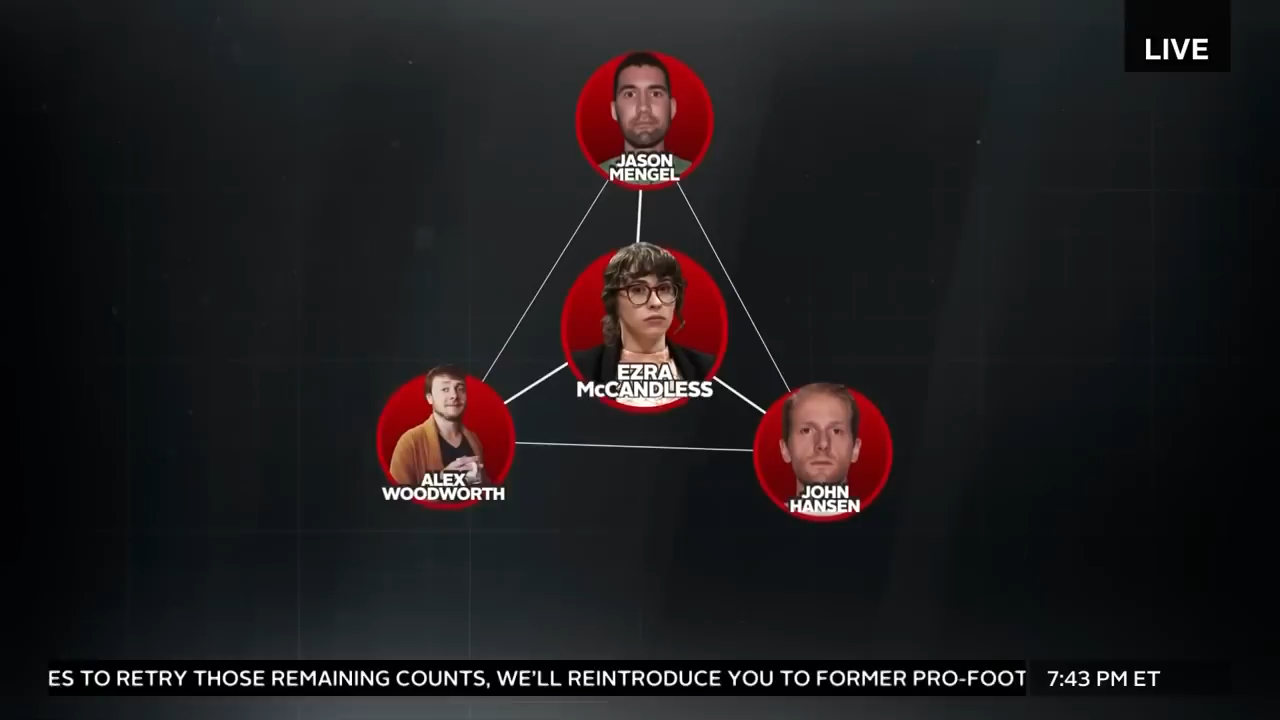 LIVE
JASON
MENGEL
EZRA
McCANDLESS
ALEX
WOODWORTH
JOHN
HANSEN
ES TO RETRY THOSE REMAINING COUNTS, WE'LL REINTRODUCE YOU TO FORMER PRO-FOOT
7:43 PM ET